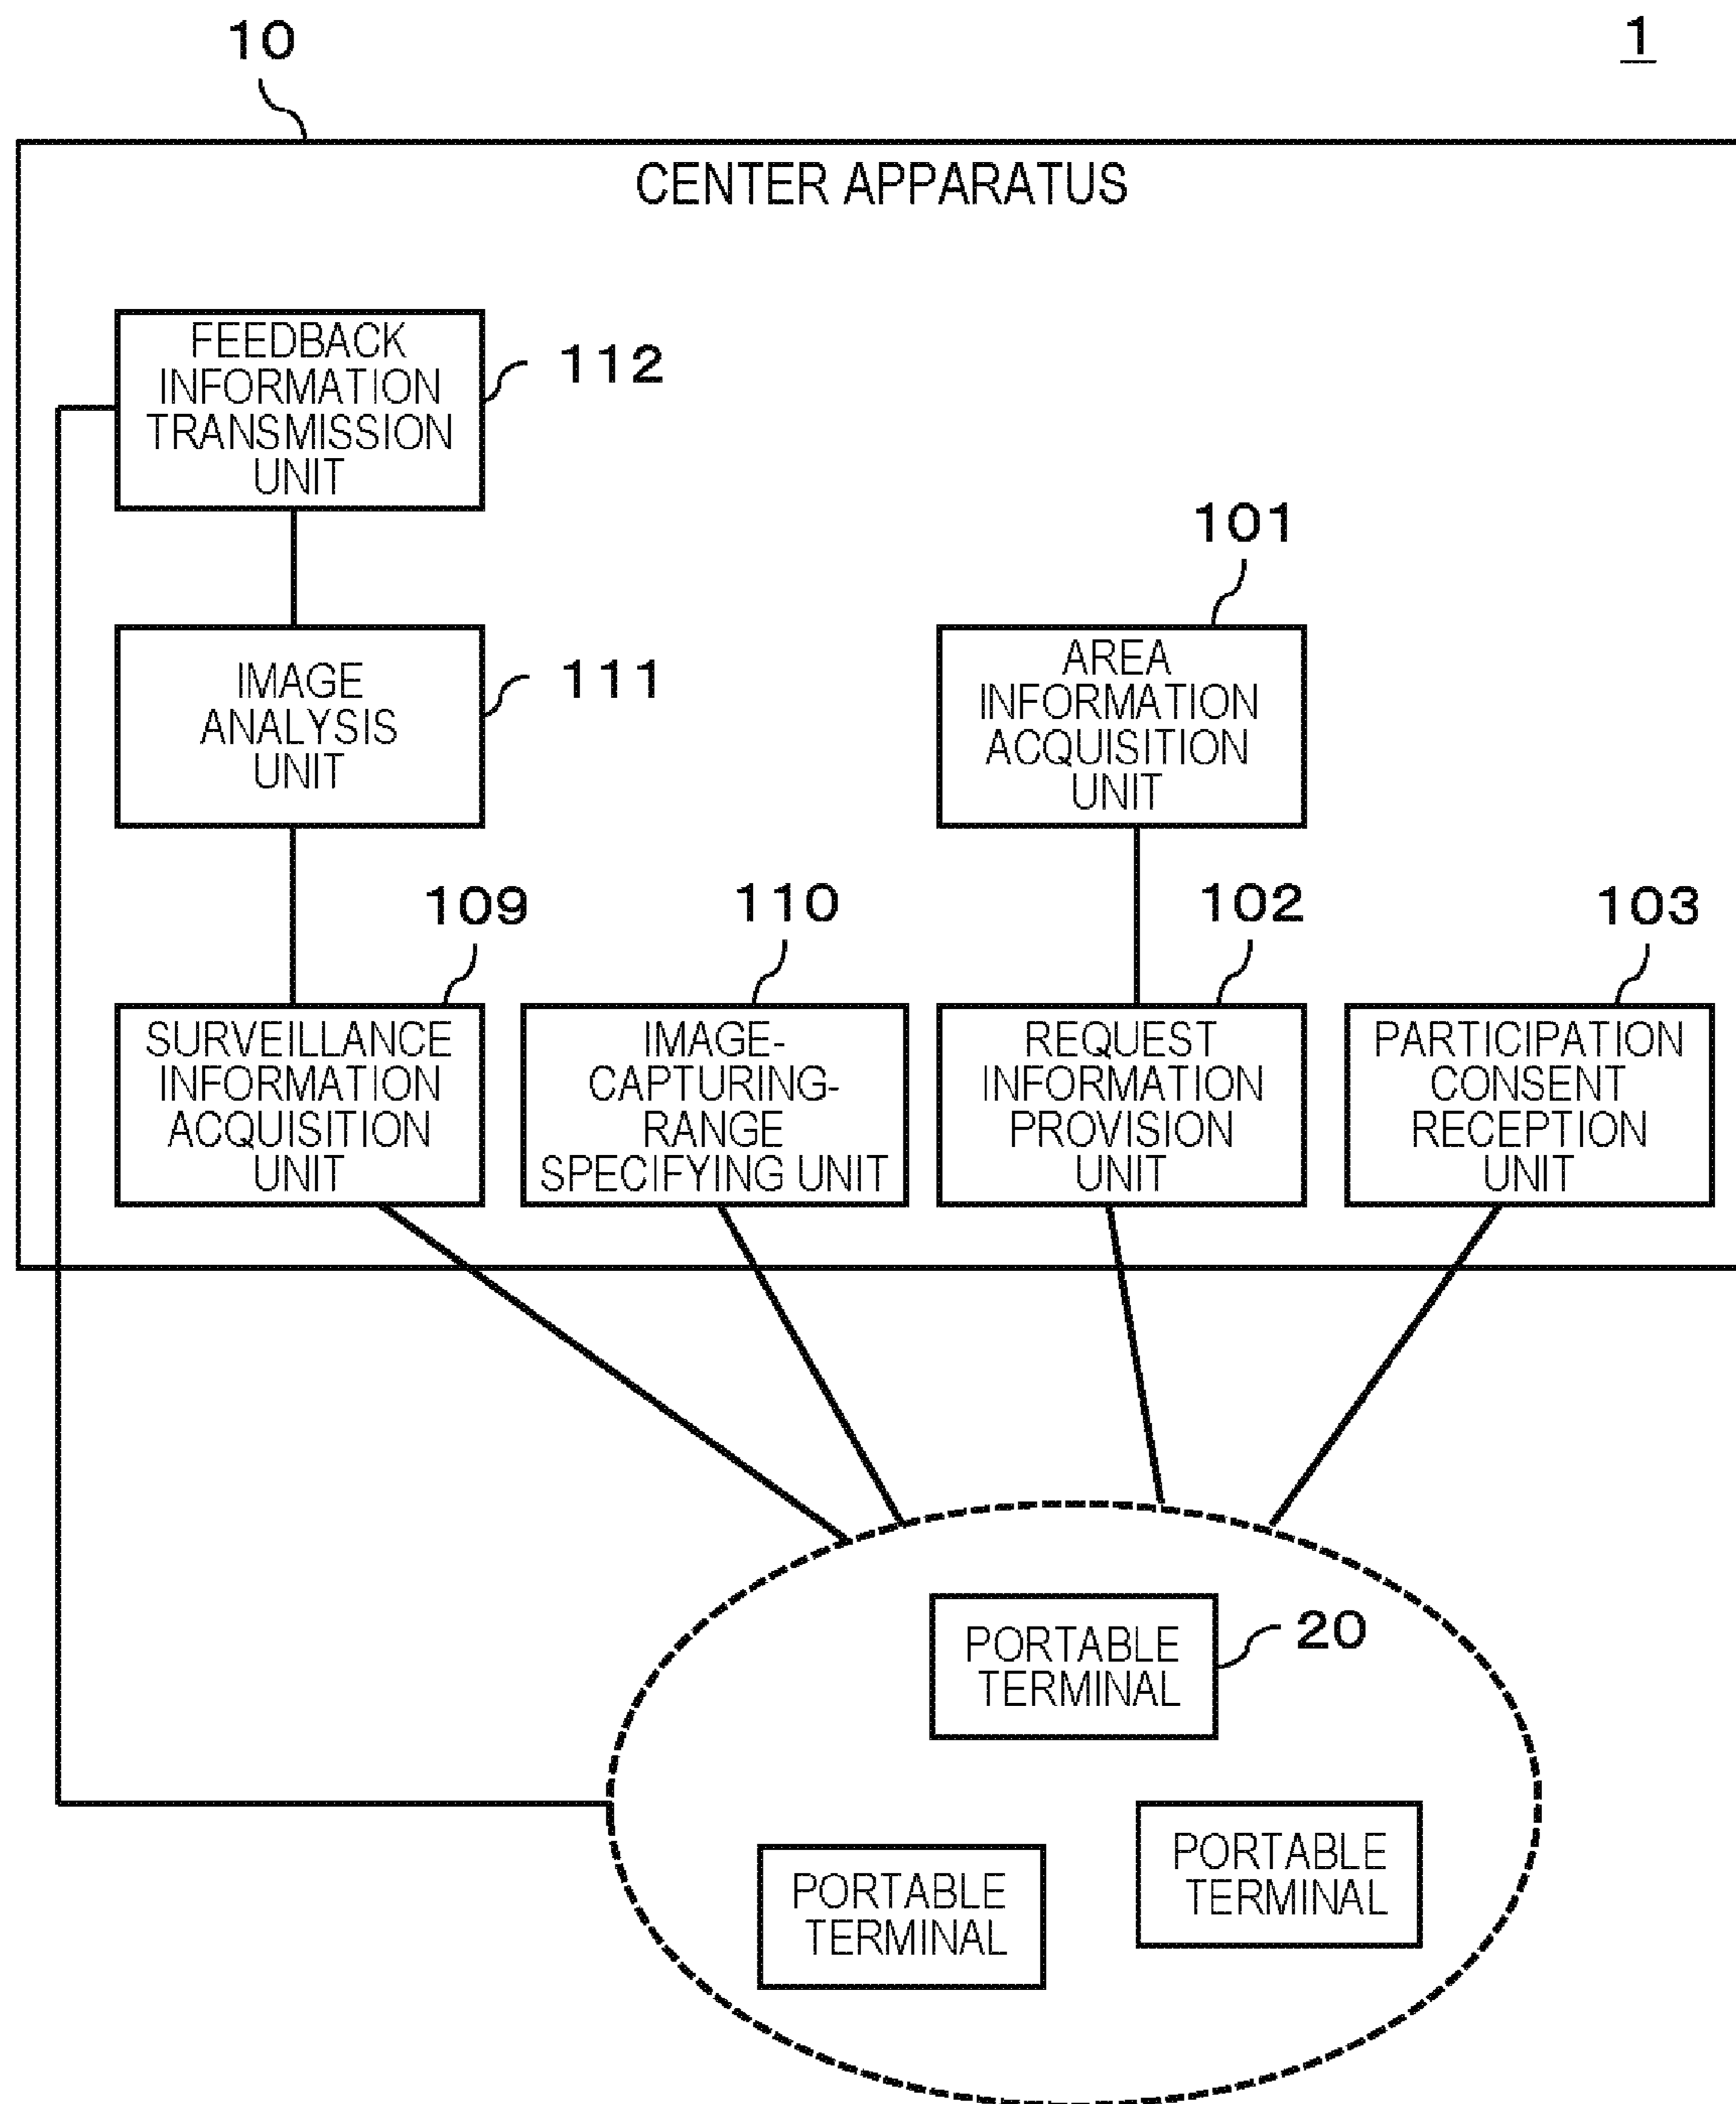 10
1
CENTER APPARATUS
FEEDBACK
INFORMATION
TRANSMISSION
UNIT
112
101
IMAGE
ANALYSIS
UNIT
111
AREA
INFORMATION
ACQUISITION
UNIT
109
110
102
103
SURVEILLANCE
INFORMATION
ACQUISITION
UNIT
IMAGE-
CAPTURING-
RANGE
SPECIFYING UNIT
REQUEST
INFORMATION
PROVISION
UNIT
PARTICIPATION
CONSENT
RECEPTION
UNIT
PORTABLE
TERMINAL
20
PORTABLE
TERMINAL
PORTABLE
TERMINAL